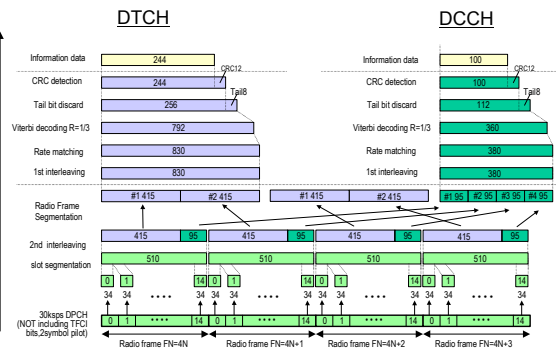 DTCH DCCH
Information data 244 Information data 100
CRC12 CRC12
CRC detection 244 CRC detection 100
Tail8 Tail8
Tail bit discard 256 Tail bit discard 112
Viterbi decoding R=1/3 792 Viterbi decoding R=1/3 360
Rate matching 830 Rate matching 380
1st interleaving 830 1st interleaving 380
Radio Frame Segmentation #1 415 #2 415 #1 415 #2 415 #1 95 #2 95 #3 95 #4 95
2nd interleaving 415 95 415 95 415 95 415 95
slot segmentation 510 510 510 510
0 1 14 0 1 14 0 1 14 0 1 14
34 34 •••• 34 34 34 •••• 34 34 34 •••• 34 34 34 •••• 34
30ksps DPCH (NOT including TFCI bits,2symbol pilot) 0 1 •••• 14 0 1 •••• 14 0 1 •••• 14 0 1 •••• 14
Radio frame FN=4N Radio frame FN=4N+1 Radio frame FN=4N+2 Radio frame FN=4N+3